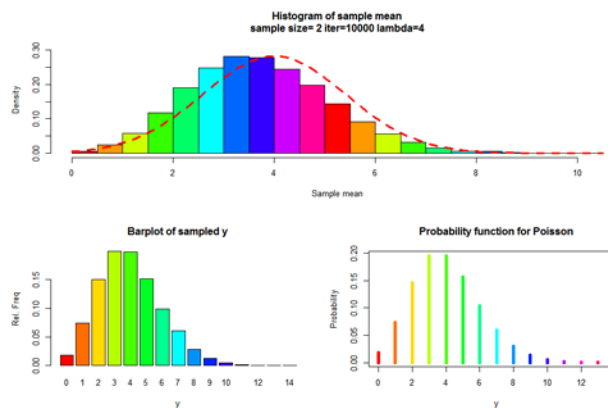 Histogram of sample mean
sample size= 2 iter=10000 lambda=4
Density
0.00 0.10 0.20 0.30
0 2 4 6 8 10
Sample mean
Barplot of sampled y
Rel. Freq
0.00 0.05 0.10 0.15
0 1 2 3 4 5 6 7 8 9 10 12 14
y
Probability function for Poisson
Probability
0.00 0.05 0.10 0.15 0.20
0 2 4 6 8 10 12
y